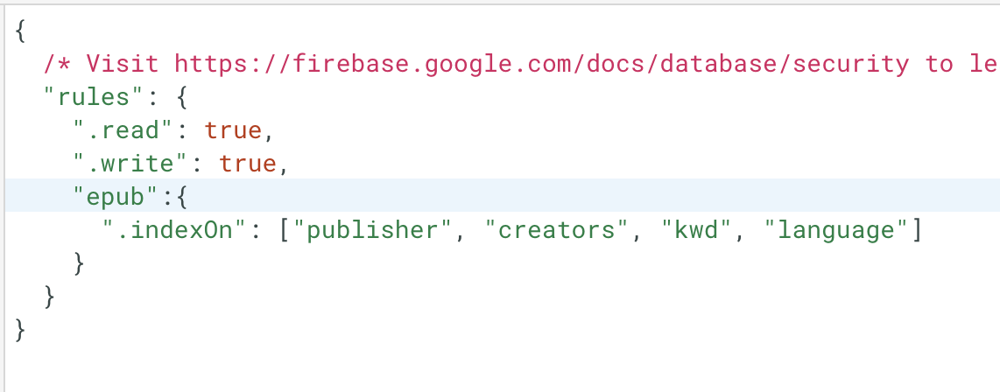 {
/* Visit https://firebase.google.com/docs/database/security to le
"rules": {
".read": true,
".write": true,
"epub":{
".indexOn": ["publisher", "creators", "kwd", "language"]
}
}
}